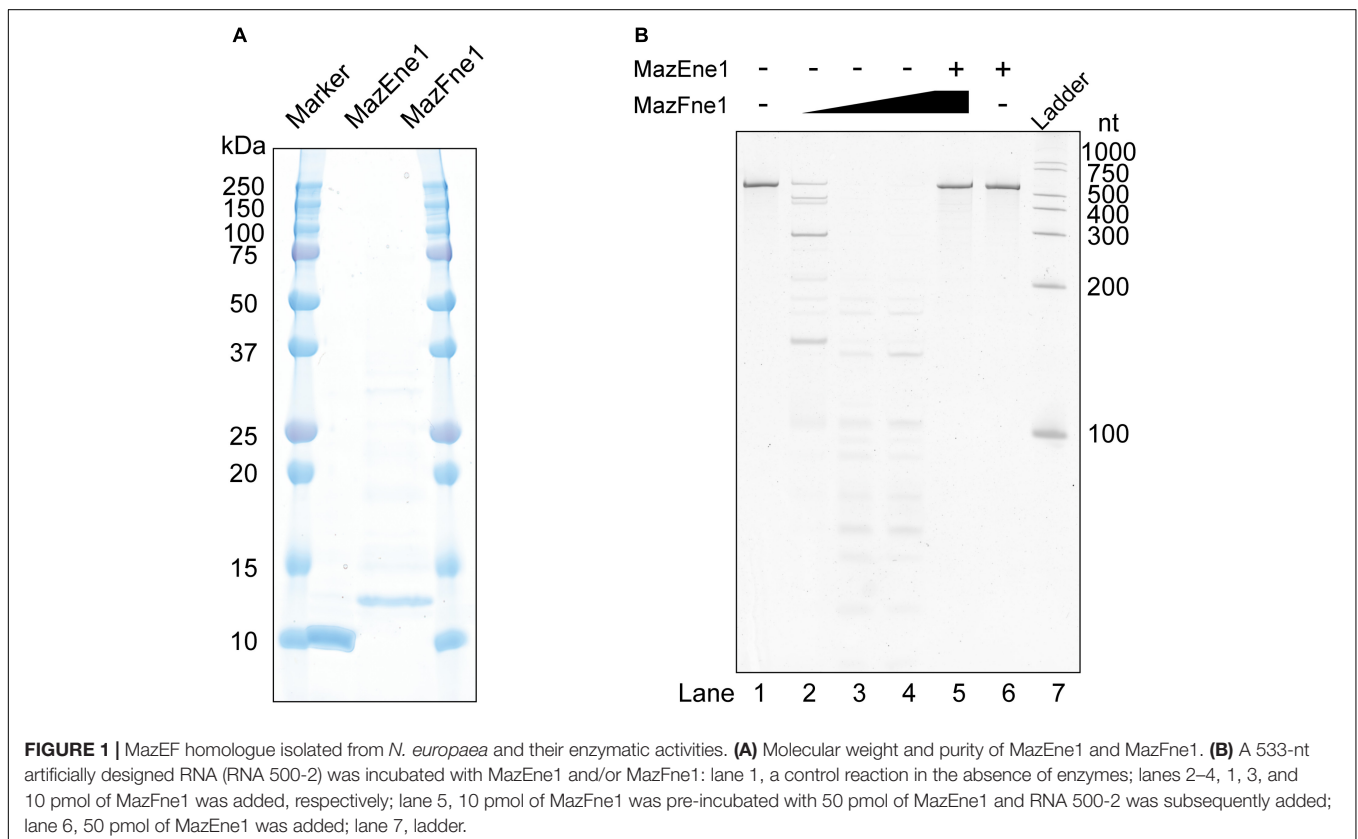 A
Marker
MazEne1
MazFne1
kDa
250
150
100
75
50
37
25
20
15
10
B
MazEne1 - - - - + +
MazFne1 - -
Ladder
nt
1000
750
500
400
300
200
100
Lane 1 2 3 4 5 6 7
FIGURE 1 | MazEF homologue isolated from N. europaea and their enzymatic activities. (A) Molecular weight and purity of MazEne1 and MazFne1. (B) A 533-nt
artificially designed RNA (RNA 500-2) was incubated with MazEne1 and/or MazFne1: lane 1, a control reaction in the absence of enzymes; lanes 2–4, 1, 3, and
10 pmol of MazFne1 was added, respectively; lane 5, 10 pmol of MazFne1 was pre-incubated with 50 pmol of MazEne1 and RNA 500-2 was subsequently added;
lane 6, 50 pmol of MazEne1 was added; lane 7, ladder.